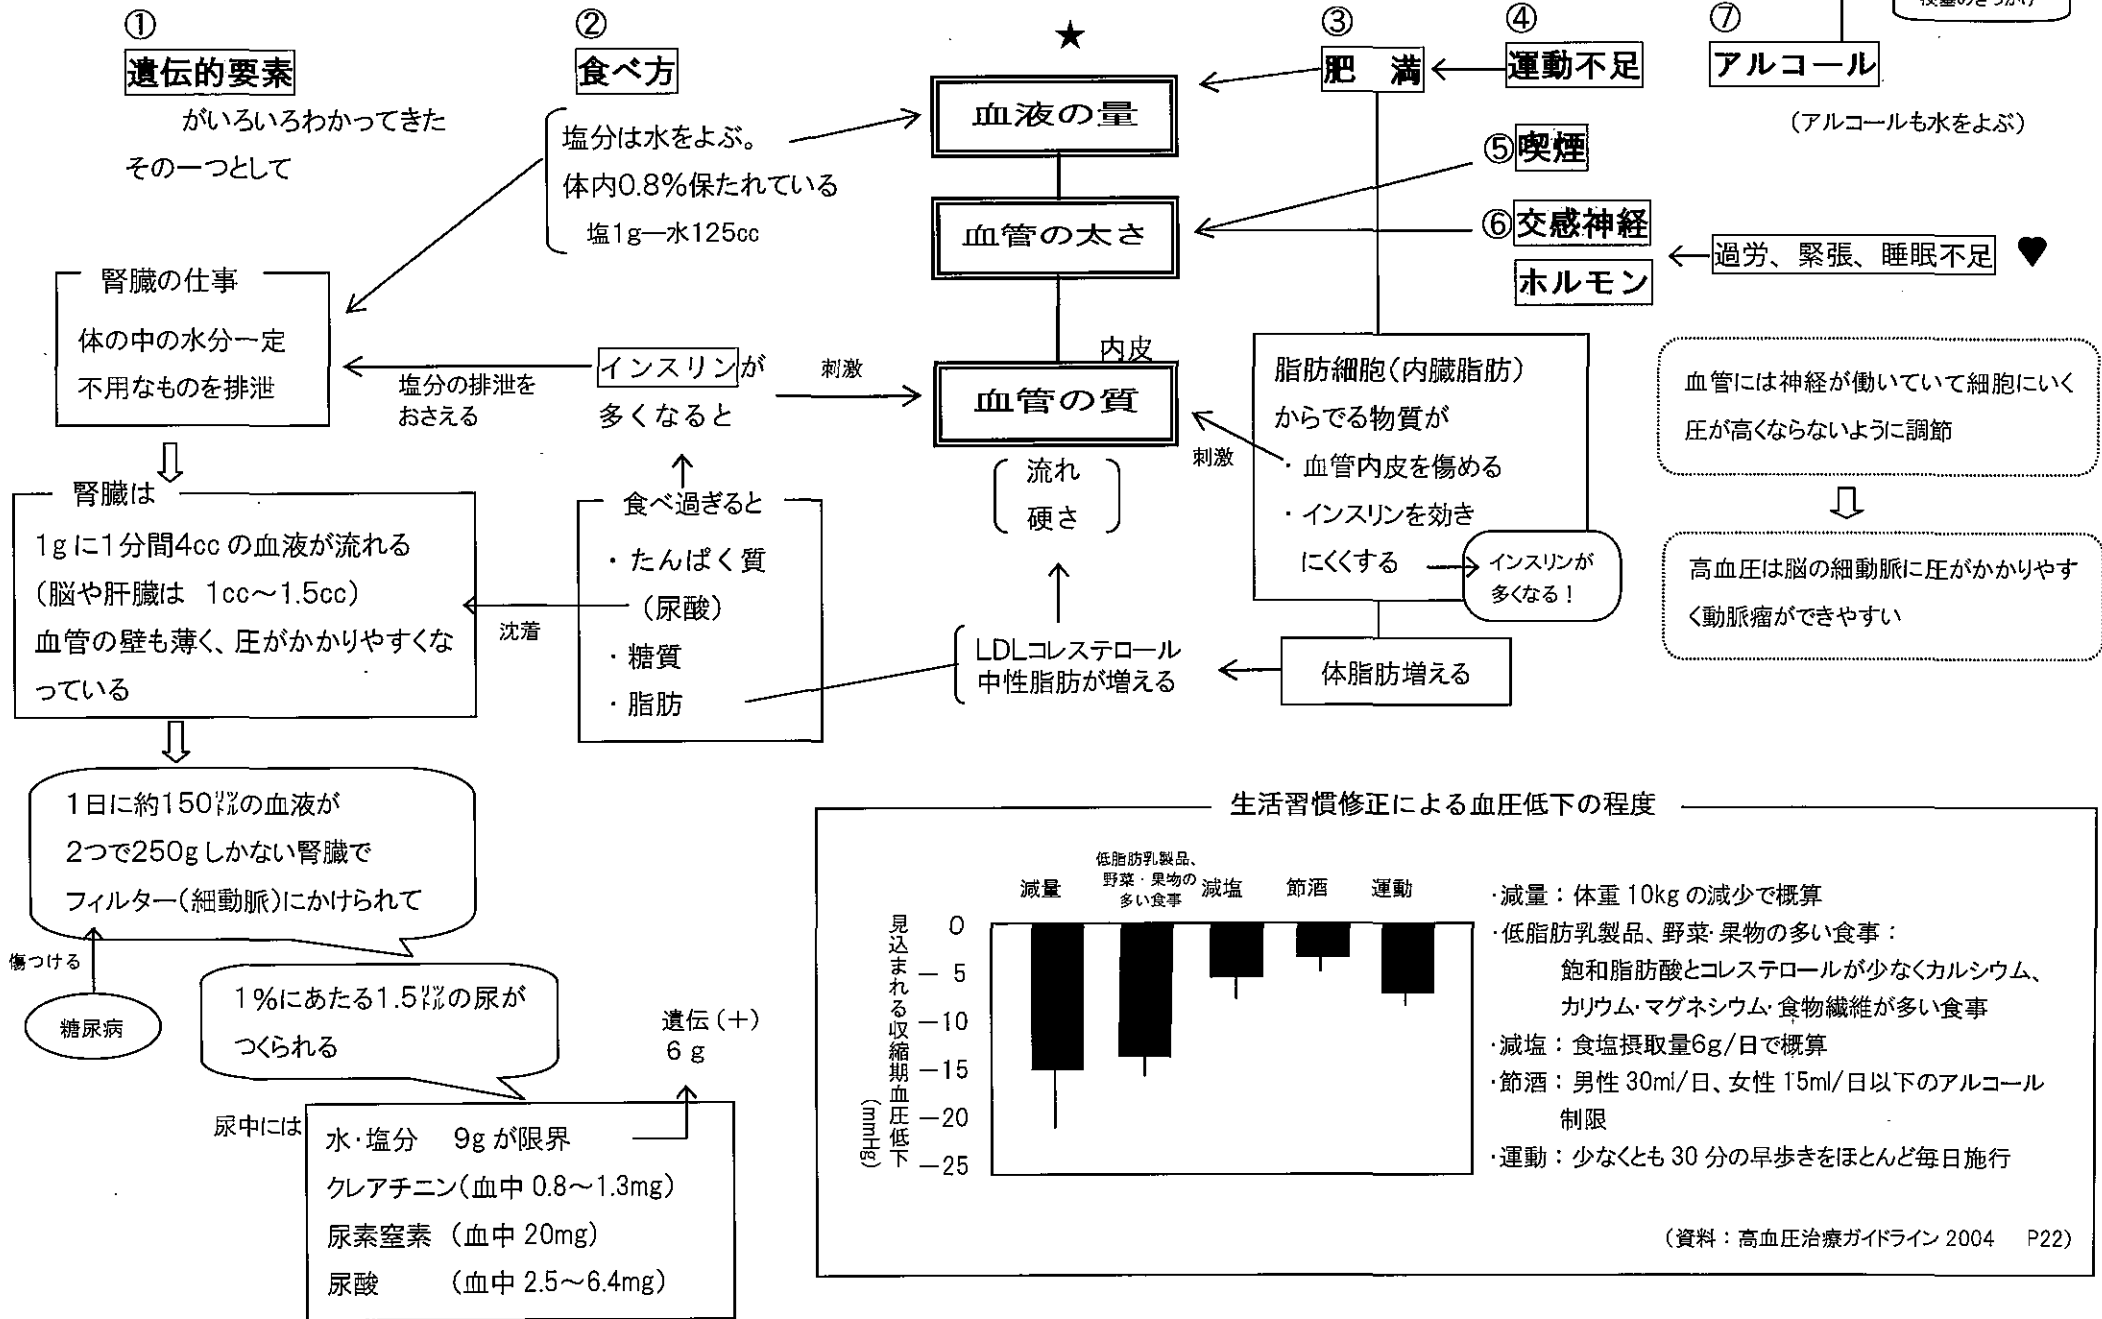 ①
遺伝的要素
がいろいろわかってきた
その一つとして
②
食べ方
塩分は水をよぶ。
体内0.8%保たれている
塩1g―水125cc
★
血液の量
血管の太さ
内皮
血管の質
流れ
硬さ
③
肥 満
④
運動不足
⑤喫煙
⑥交感神経
ホルモン
過労、緊張、睡眠不足 ♥
⑦
アルコール
(アルコールも水をよぶ)
腎臓の仕事
体の中の水分一定
不用なものを排泄
塩分の排泄を
おさえる
インスリンが
多くなると
刺激
食べ過ぎると
・たんぱく質
(尿酸)
・糖質
・脂肪
沈着
腎臓は
1gに1分間4ccの血液が流れる
(脳や肝臓は 1cc～1.5cc)
血管の壁も薄く、圧がかかりやすくな
っている
LDLコレステロール
中性脂肪が増える
脂肪細胞(内臓脂肪)
からでる物質が
・血管内皮を傷める
・インスリンを効き
にくくする
刺激
インスリンが
多くなる！
体脂肪増える
血管には神経が働いていて細胞にいく
圧が高くならないように調節
高血圧は脳の細動脈に圧がかかりやす
く動脈瘤ができやすい
1日に約150㍑の血液が
2つで250gしかない腎臓で
フィルター(細動脈)にかけられて
傷つける
糖尿病
1%にあたる1.5㍑の尿が
つくられる
遺伝(+)
6g
尿中には
水・塩分 9gが限界
クレアチニン(血中 0.8～1.3mg)
尿素窒素 (血中 20mg)
尿酸 (血中 2.5～6.4mg)
生活習慣修正による血圧低下の程度
減量
低脂肪乳製品、
野菜・果物の
多い食事
減塩
節酒
運動
見込まれる収縮期血圧低下
(mmHg)
0
－5
－10
－15
－20
－25
・減量：体重10kgの減少で概算
・低脂肪乳製品、野菜・果物の多い食事：
飽和脂肪酸とコレステロールが少なくカルシウム、
カリウム・マグネシウム・食物繊維が多い食事
・減塩：食塩摂取量6g/日で概算
・節酒：男性30ml/日、女性15ml/日以下のアルコール
制限
・運動：少なくとも30分の早歩きをほとんど毎日施行
(資料：高血圧治療ガイドライン2004 P22)